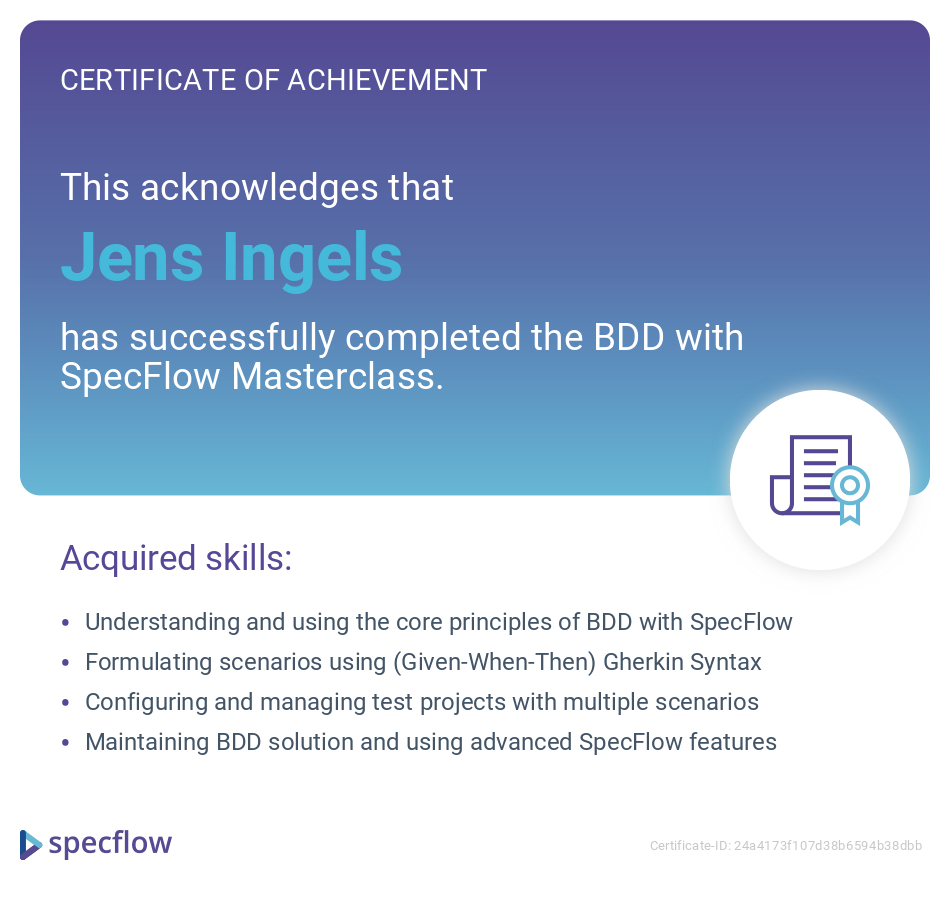 CERTIFICATE OF ACHIEVEMENT
This acknowledges that
Jens Ingels
has successfully completed the BDD with
SpecFlow Masterclass.
Acquired skills:
• Understanding and using the core principles of BDD with SpecFlow
• Formulating scenarios using (Given-When-Then) Gherkin Syntax
• Configuring and managing test projects with multiple scenarios
• Maintaining BDD solution and using advanced SpecFlow features
specflow
Certificate-ID: 24a4173f107d38b6594b38dbb